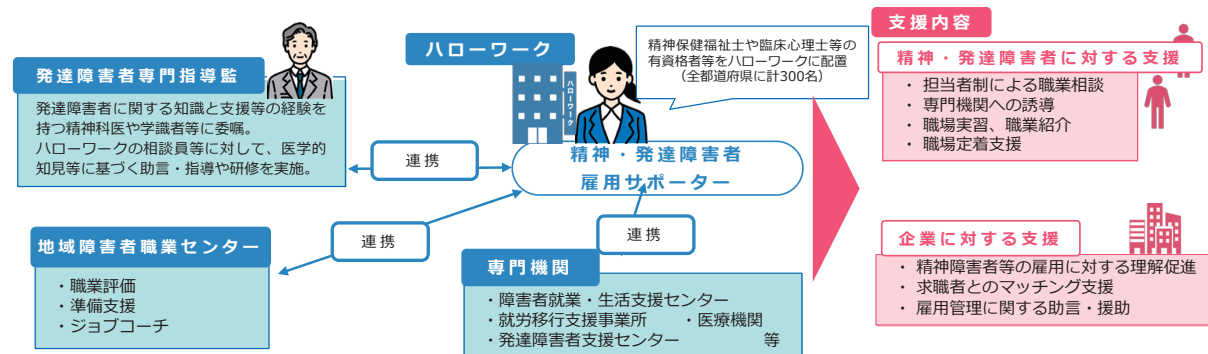 発達障害者専門指導監
発達障害者に関する知識と支援等の経験を
持つ精神科医や学識者等に委嘱。
ハローワークの相談員等に対して、医学的
知見等に基づく助言・指導や研修を実施。
地域障害者職業センター
・職業評価
・準備支援
・ジョブコーチ
連携
連携
ハローワーク
ハローワーク
精神保健福祉士や臨床心理士等の
有資格者等をハローワークに配置
（全都道府県に計300名）
精神・発達障害者
雇用サポーター
連携
専門機関
・障害者就業・生活支援センター
・就労移行支援事業所　・医療機関
・発達障害者支援センター　等
支援内容
精神・発達障害者に対する支援
・ 担当者制による職業相談
・ 専門機関への誘導
・ 職場実習、職業紹介
・ 職場定着支援
企業に対する支援
・ 精神障害者等の雇用に対する理解促進
・ 求職者とのマッチング支援
・ 雇用管理に関する助言・援助